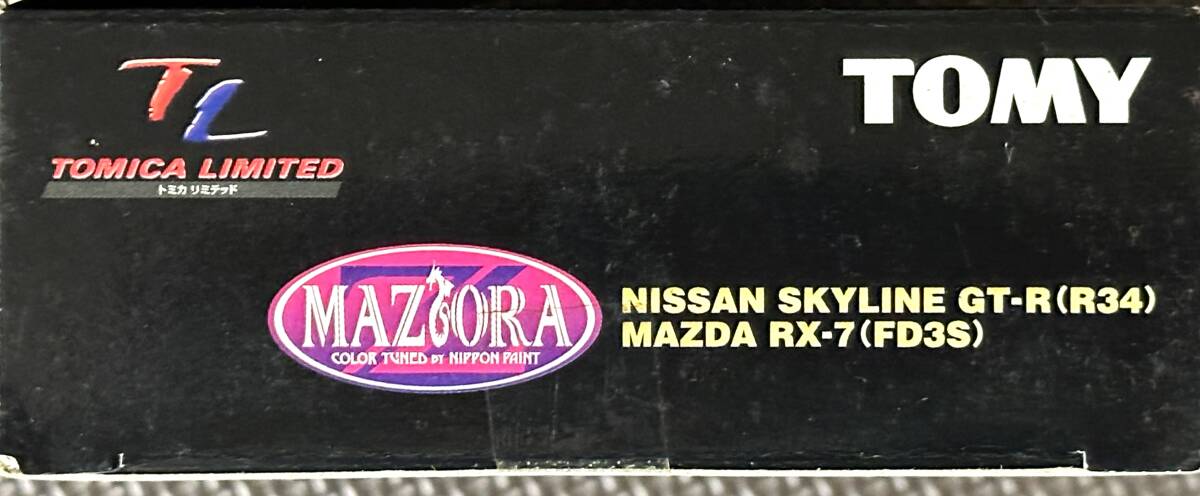 TL
TOMICA LIMITED
トミカ リミテッド
TOMY
MAZIORA
COLOR TUNED BY NIPPON PAINT
NISSAN SKYLINE GT-R(R34)
MAZDA RX-7(FD3S)